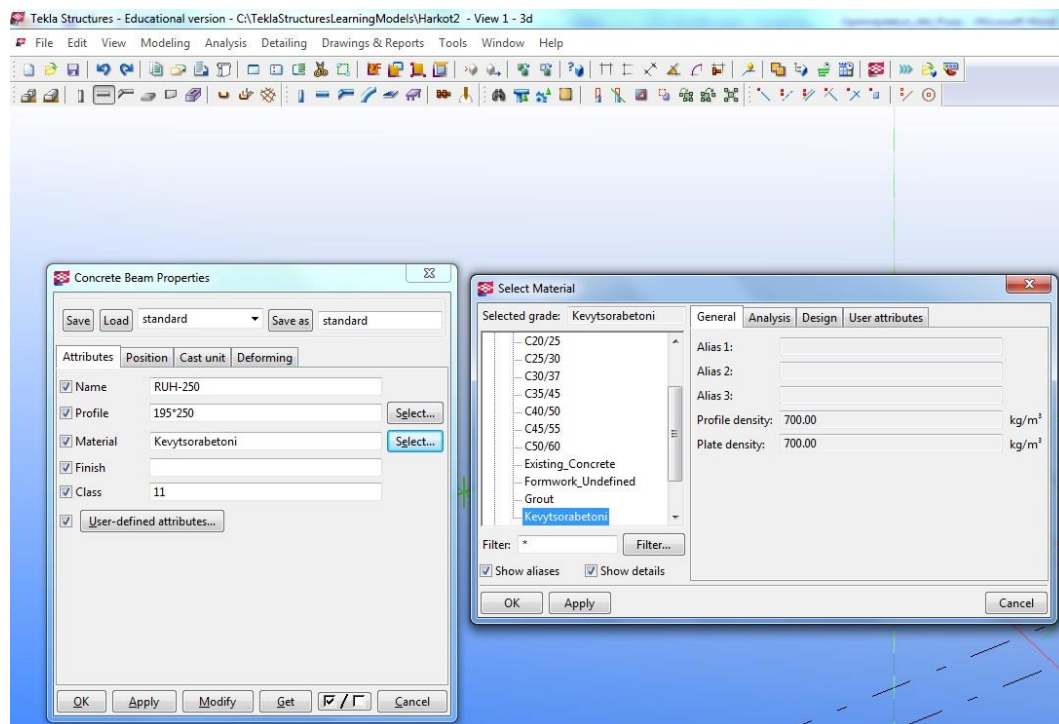 Tekla Structures - Educational version - C:\TeklaStructuresLearningModels\Harkot2 - View 1 - 3d
File Edit View Modeling Analysis Detailing Drawings & Reports Tools Window Help
Concrete Beam Properties
Save Load standard Save as standard
Attributes Position Cast unit Deforming
Name RUH-250
Profile 195*250 Select...
Material Kevytsorabetoni Select...
Finish
Class 11
User-defined attributes...
OK Apply Modify Get Cancel
Select Material
Selected grade: Kevytsorabetoni
C20/25
C25/30
C30/37
C35/45
C40/50
C45/55
C50/60
Existing_Concrete
Formwork_Undefined
Grout
Kevytsorabetoni
Filter: * Filter...
Show aliases Show details
General Analysis Design User attributes
Alias 1:
Alias 2:
Alias 3:
Profile density: 700.00 kg/m³
Plate density: 700.00 kg/m³
OK Apply Cancel